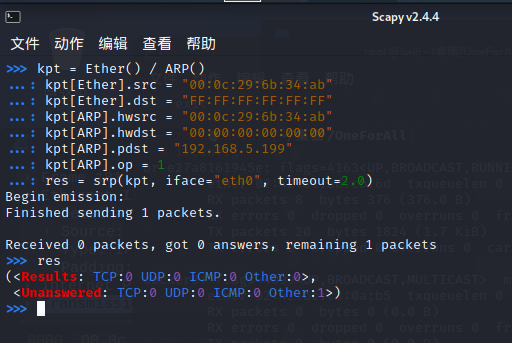 Scapy v2.4.4
文件 动作 编辑 查看 帮助
>>> kpt = Ether() / ARP()
...: kpt[Ether].src = "00:0c:29:6b:34:ab"
...: kpt[Ether].dst = "FF:FF:FF:FF:FF:FF"
...: kpt[ARP].hwsrc = "00:0c:29:6b:34:ab"
...: kpt[ARP].hwdst = "00:00:00:00:00:00"
...: kpt[ARP].pdst = "192.168.5.199"
...: kpt[ARP].op = 1
...: res = srp(kpt, iface="eth0", timeout=2.0)
Begin emission:
Finished sending 1 packets.
Received 0 packets, got 0 answers, remaining 1 packets
>>> res
(<Results: TCP:0 UDP:0 ICMP:0 Other:0>,
<Unanswered: TCP:0 UDP:0 ICMP:0 Other:1>)
>>>